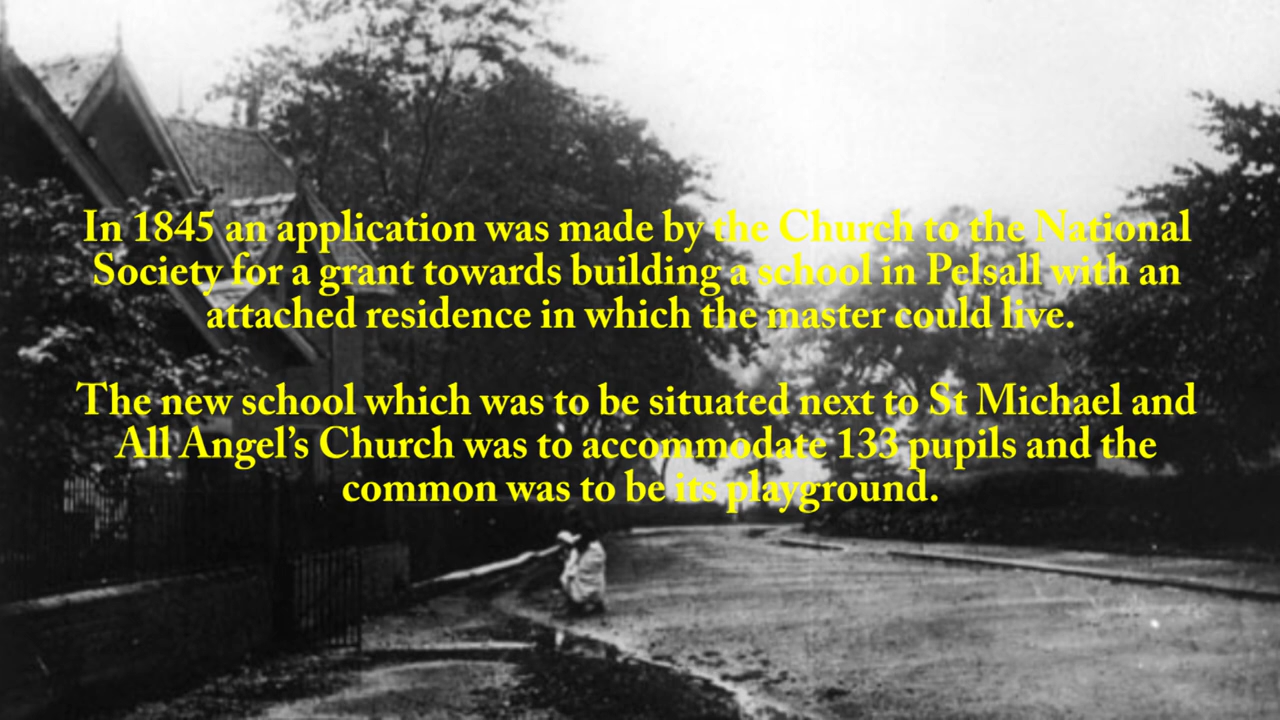 In 1845 an application was made by the Church to the National
Society for a grant towards building a school in Pelsall with an
attached residence in which the master could live.
The new school which was to be situated next to St Michael and
All Angel’s Church was to accommodate 133 pupils and the
common was to be its playground.